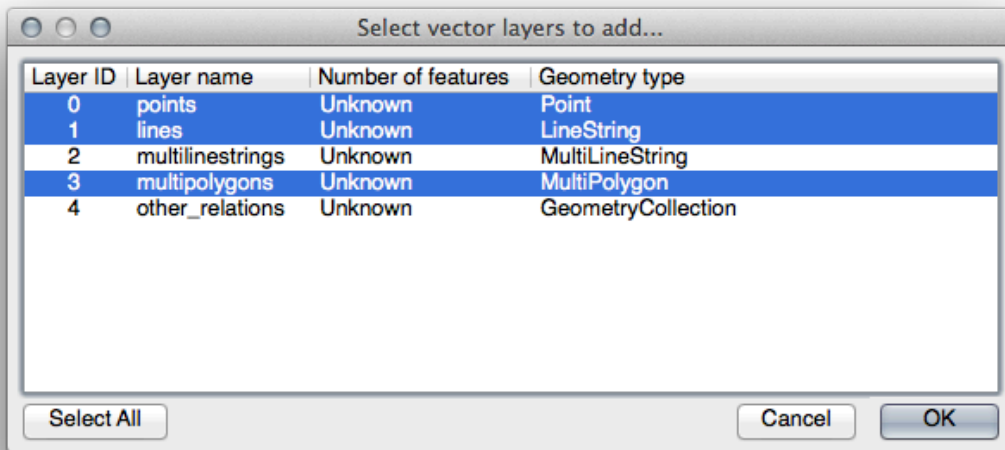 Select vector layers to add...
Layer ID Layer name Number of features Geometry type
0 points Unknown Point
1 lines Unknown LineString
2 multilinestrings Unknown MultiLineString
3 multipolygons Unknown MultiPolygon
4 other_relations Unknown GeometryCollection
Select All Cancel OK